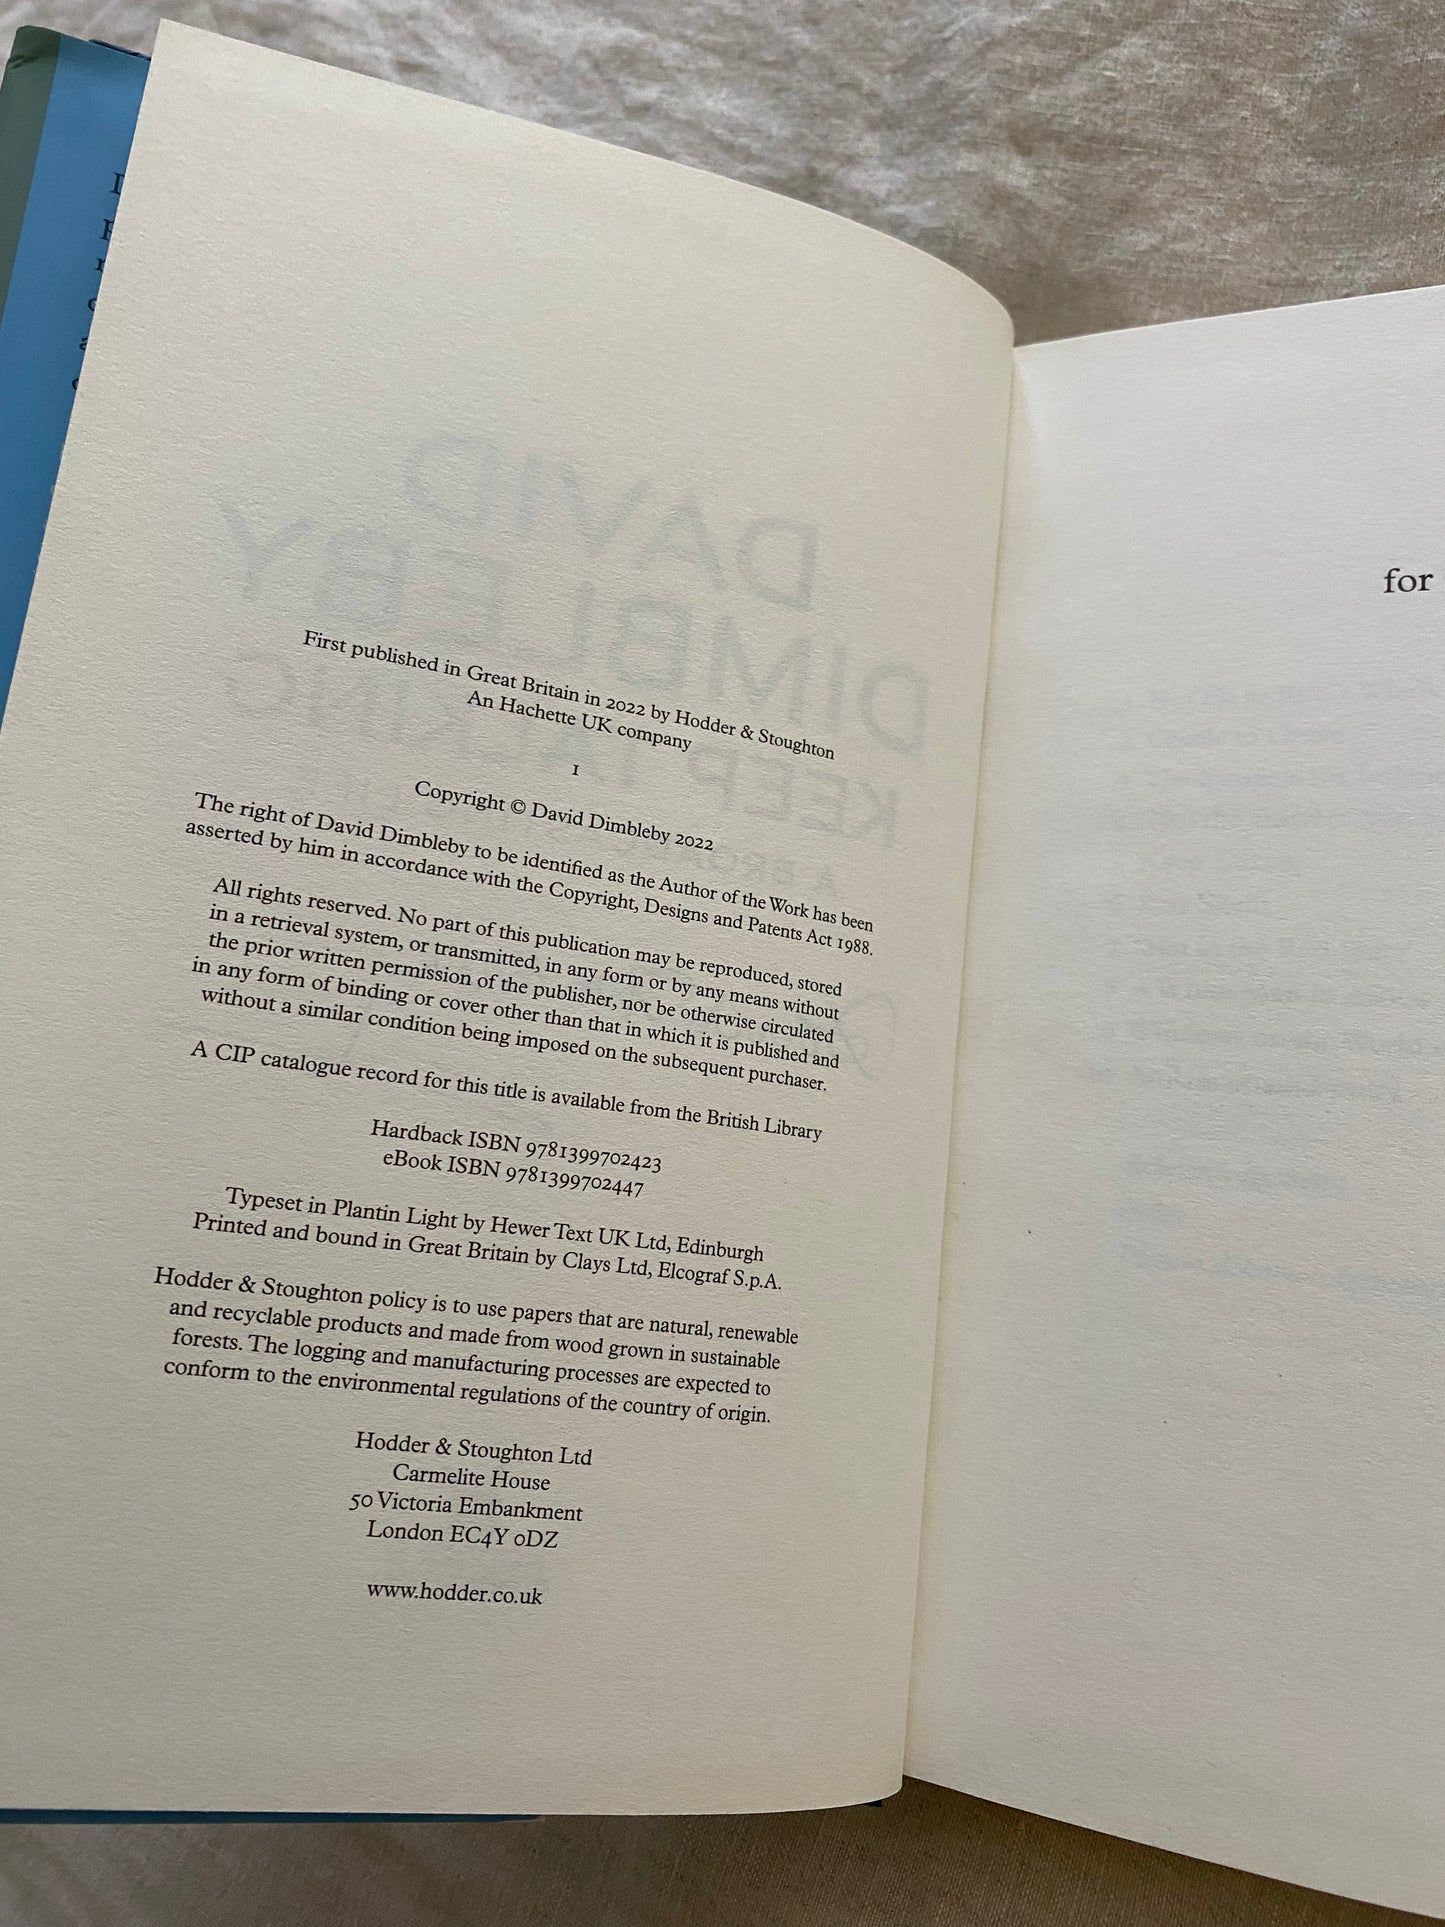 First published in Great Britain in 2022 by Hodder & Stoughton
An Hachette UK company
1
Copyright © David Dimbleby 2022
The right of David Dimbleby to be identified as the Author of the Work has been
asserted by him in accordance with the Copyright, Designs and Patents Act 1988.
All rights reserved. No part of this publication may be reproduced, stored
in a retrieval system, or transmitted, in any form or by any means without
the prior written permission of the publisher, nor be otherwise circulated
in any form of binding or cover other than that in which it is published and
without a similar condition being imposed on the subsequent purchaser.
A CIP catalogue record for this title is available from the British Library
Hardback ISBN 9781399702423
eBook ISBN 9781399702447
Typeset in Plantin Light by Hewer Text UK Ltd, Edinburgh
Printed and bound in Great Britain by Clays Ltd, Elcograf S.p.A.
Hodder & Stoughton policy is to use papers that are natural, renewable
and recyclable products and made from wood grown in sustainable
forests. The logging and manufacturing processes are expected to
conform to the environmental regulations of the country of origin.
Hodder & Stoughton Ltd
Carmelite House
50 Victoria Embankment
London EC4Y 0DZ
www.hodder.co.uk
for
DAVID
DIMBLEBY
KEEP